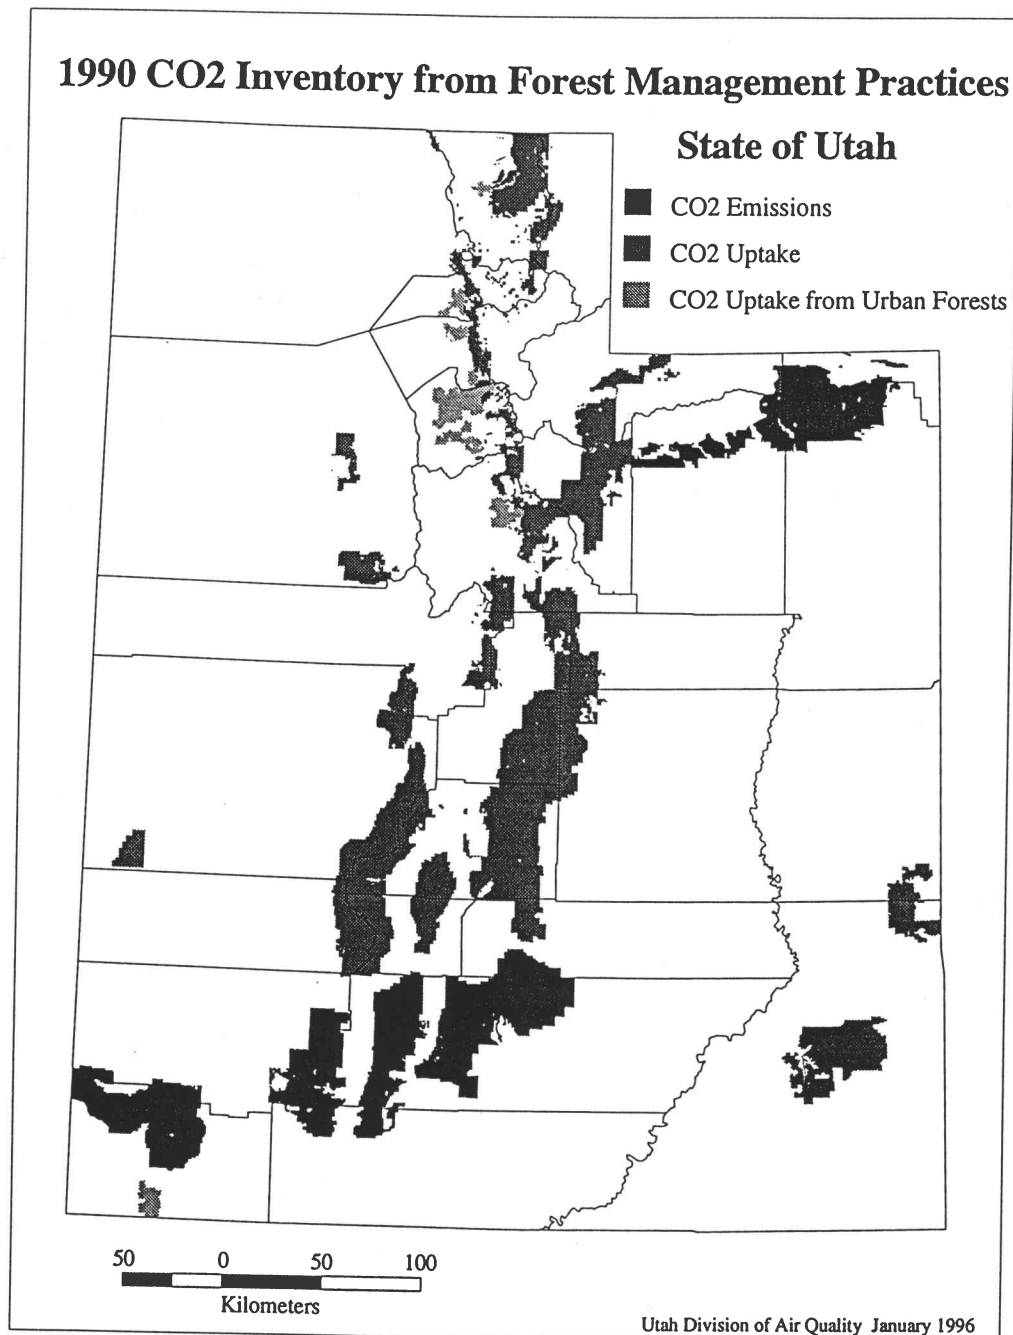 1990 CO2 Inventory from Forest Management Practices
State of Utah
CO2 Emissions
CO2 Uptake
CO2 Uptake from Urban Forests
50 0 50 100
Kilometers
Utah Division of Air Quality January 1996